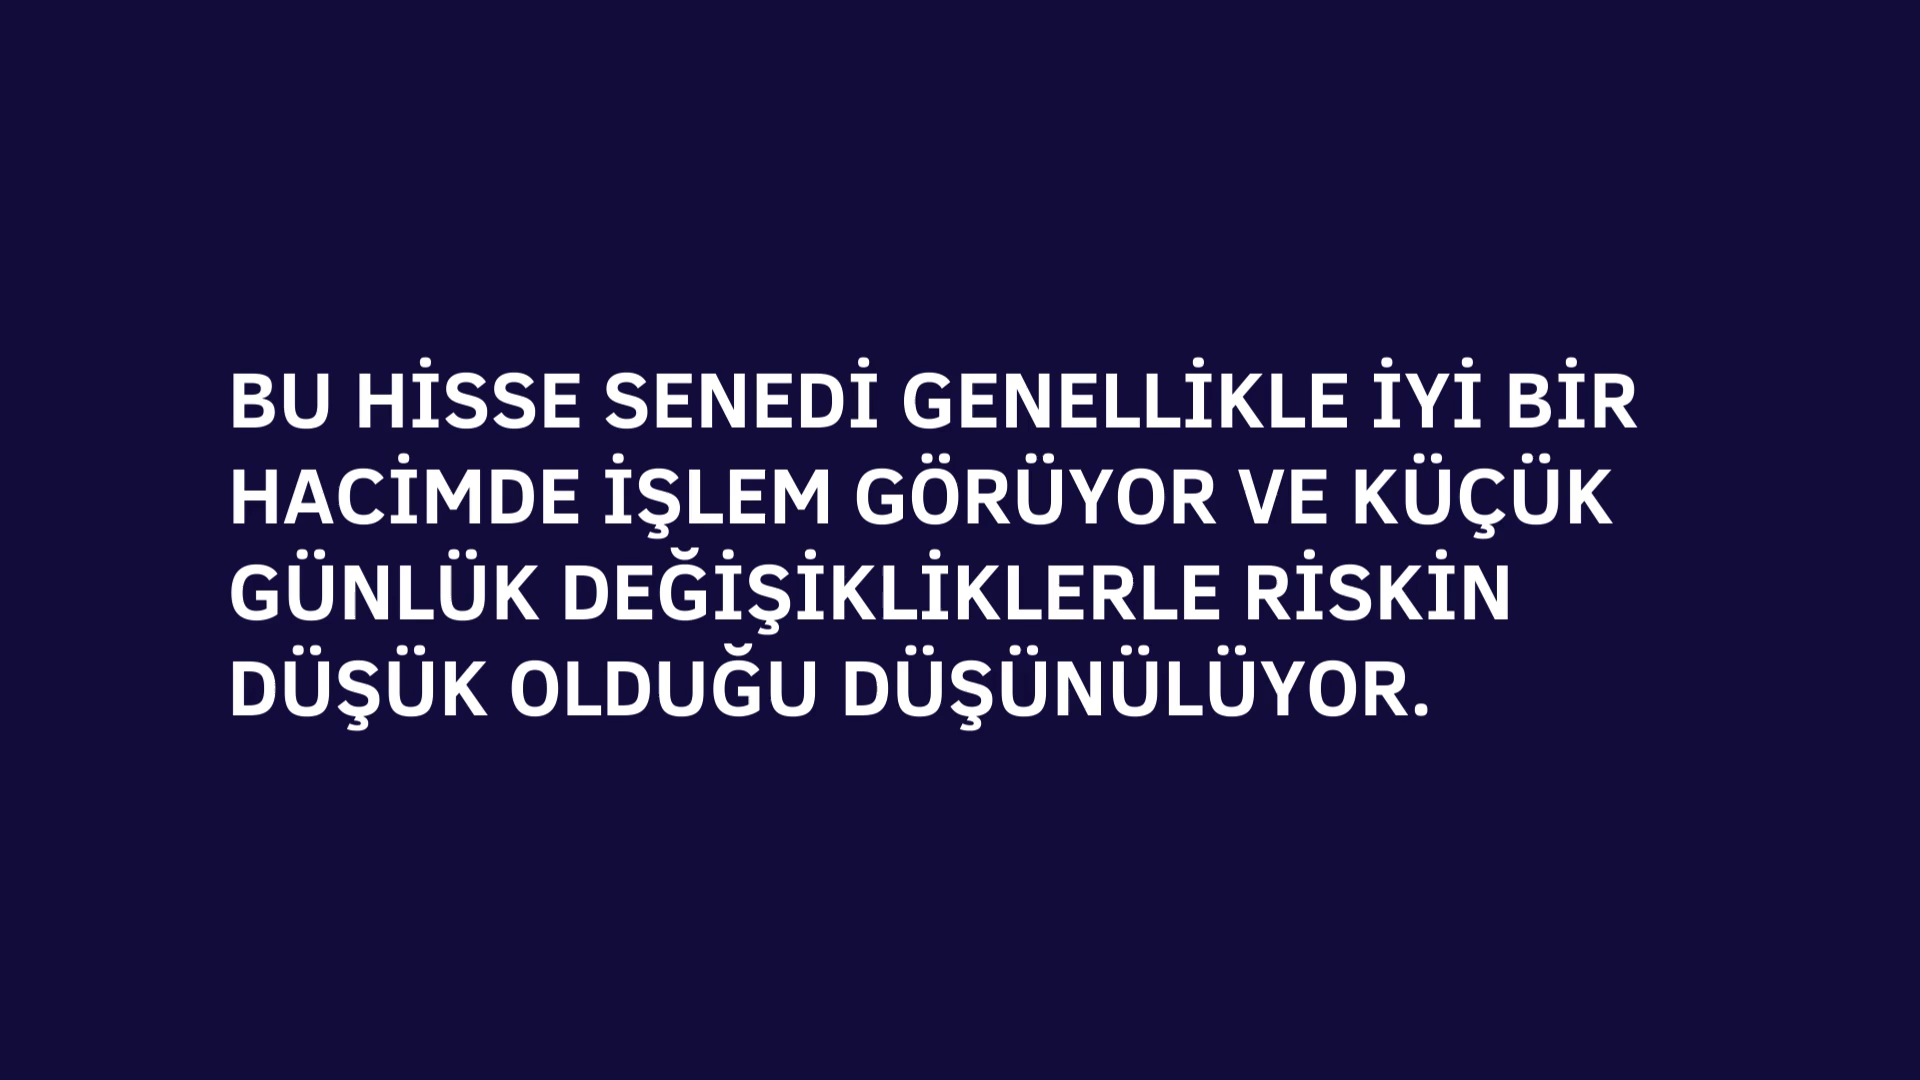 BU HİSSE SENEDİ GENELLİKLE İYİ BİR
HACİMDE İŞLEM GÖRÜYOR VE KÜÇÜK
GÜNLÜK DEĞİŞİKLİKLERLE RİSKİN
DÜŞÜK OLDUĞU DÜŞÜNÜLÜYOR.